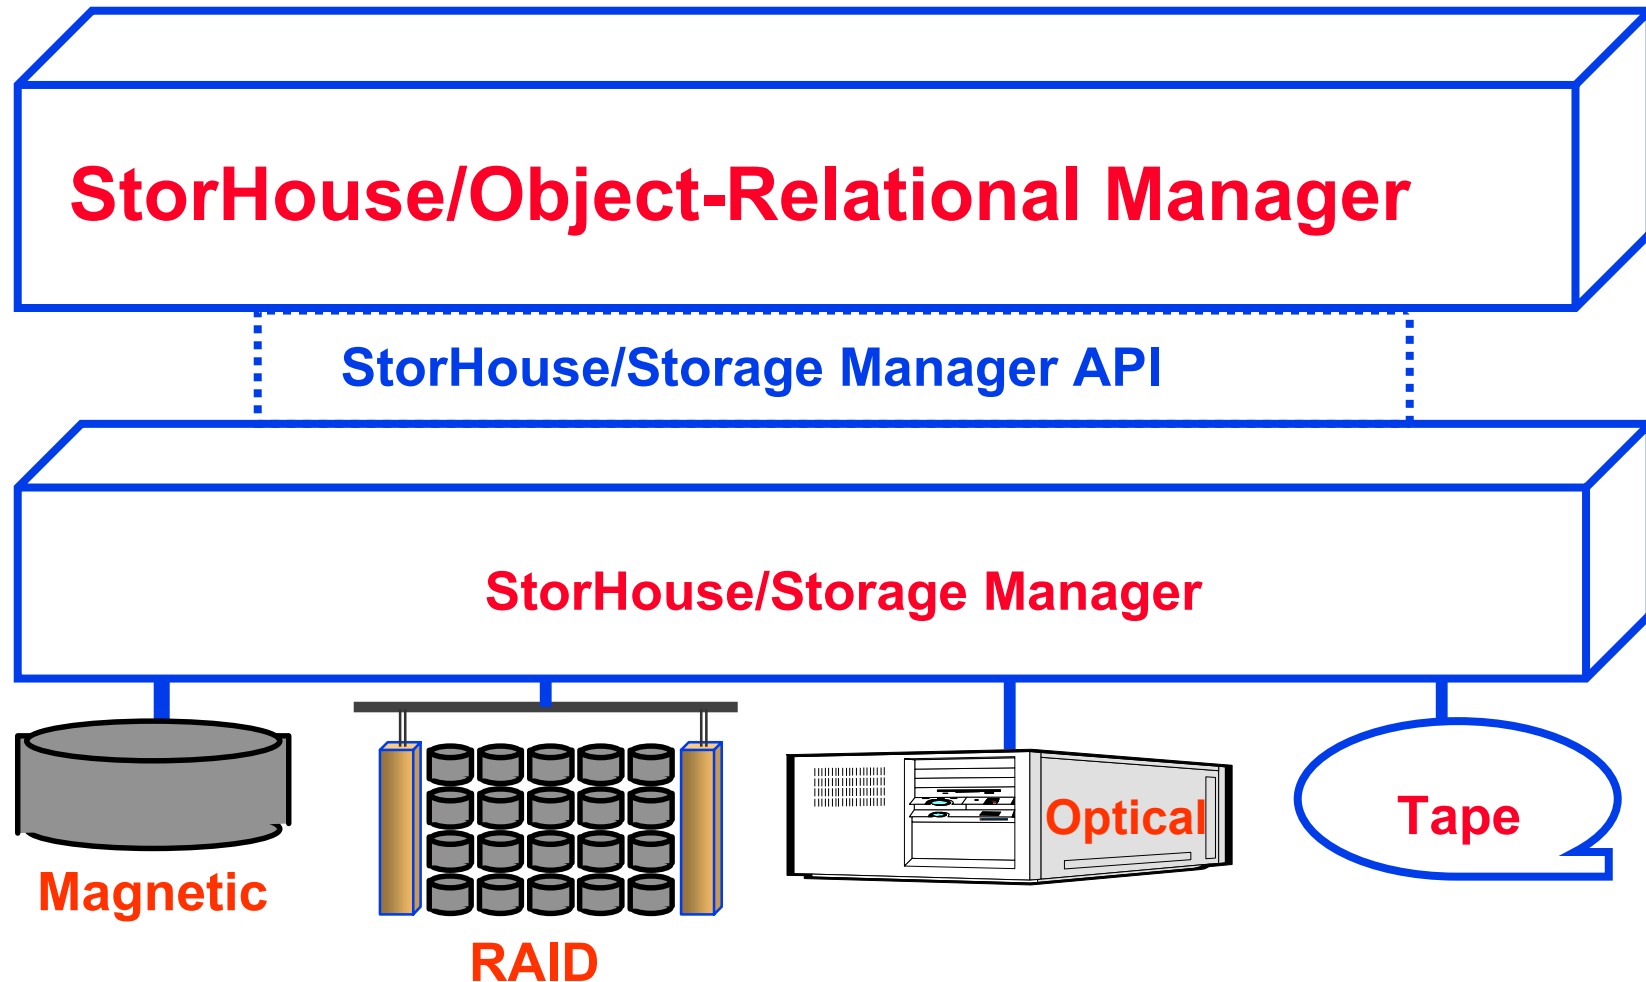 StorHouse/Object-Relational Manager
StorHouse/Storage Manager API
StorHouse/Storage Manager
Optical
Tape
Magnetic
RAID